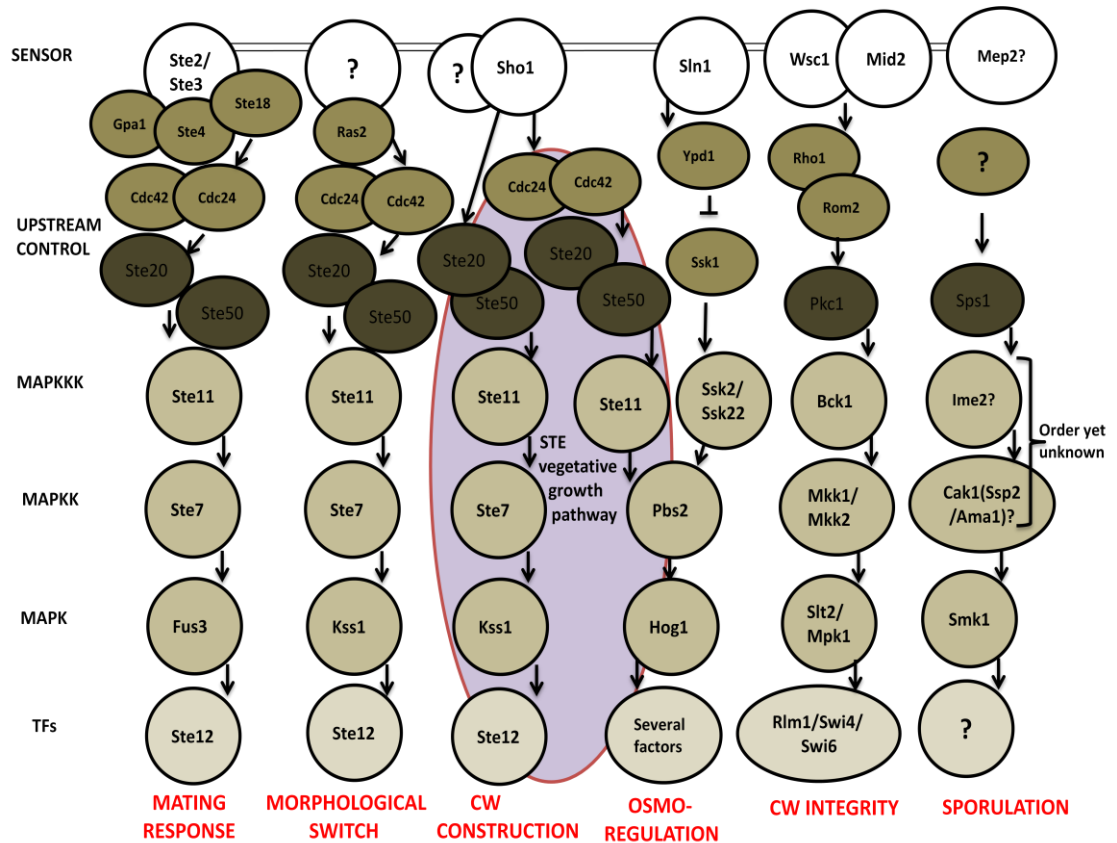 SENSOR
Ste2/
Ste3
?
?
Sho1
Sln1
Wsc1
Mid2
Mep2?
Gpa1
Ste4
Ste18
Ras2
Ypd1
Rho1
?
Cdc42
Cdc24
Cdc24
Cdc42
Cdc24
Cdc42
Rom2
UPSTREAM
CONTROL
Ste20
Ste50
Ste20
Ste50
Ste20
Ste50
Ste20
Ste50
Ssk1
Pkc1
Sps1
MAPKKK
Ste11
Ste11
Ste11
Ste11
Ssk2/
Ssk22
Bck1
Ime2?
Order yet
unknown
STE
vegetative
growth
pathway
MAPKK
Ste7
Ste7
Ste7
Pbs2
Mkk1/
Mkk2
Cak1(Ssp2
/Ama1)?
MAPK
Fus3
Kss1
Kss1
Hog1
Slt2/
Mpk1
Smk1
TFs
Ste12
Ste12
Ste12
Several
factors
Rlm1/Swi4/
Swi6
?
MATING
RESPONSE
MORPHOLOGICAL
SWITCH
CW
CONSTRUCTION
OSMO-
REGULATION
CW INTEGRITY
SPORULATION